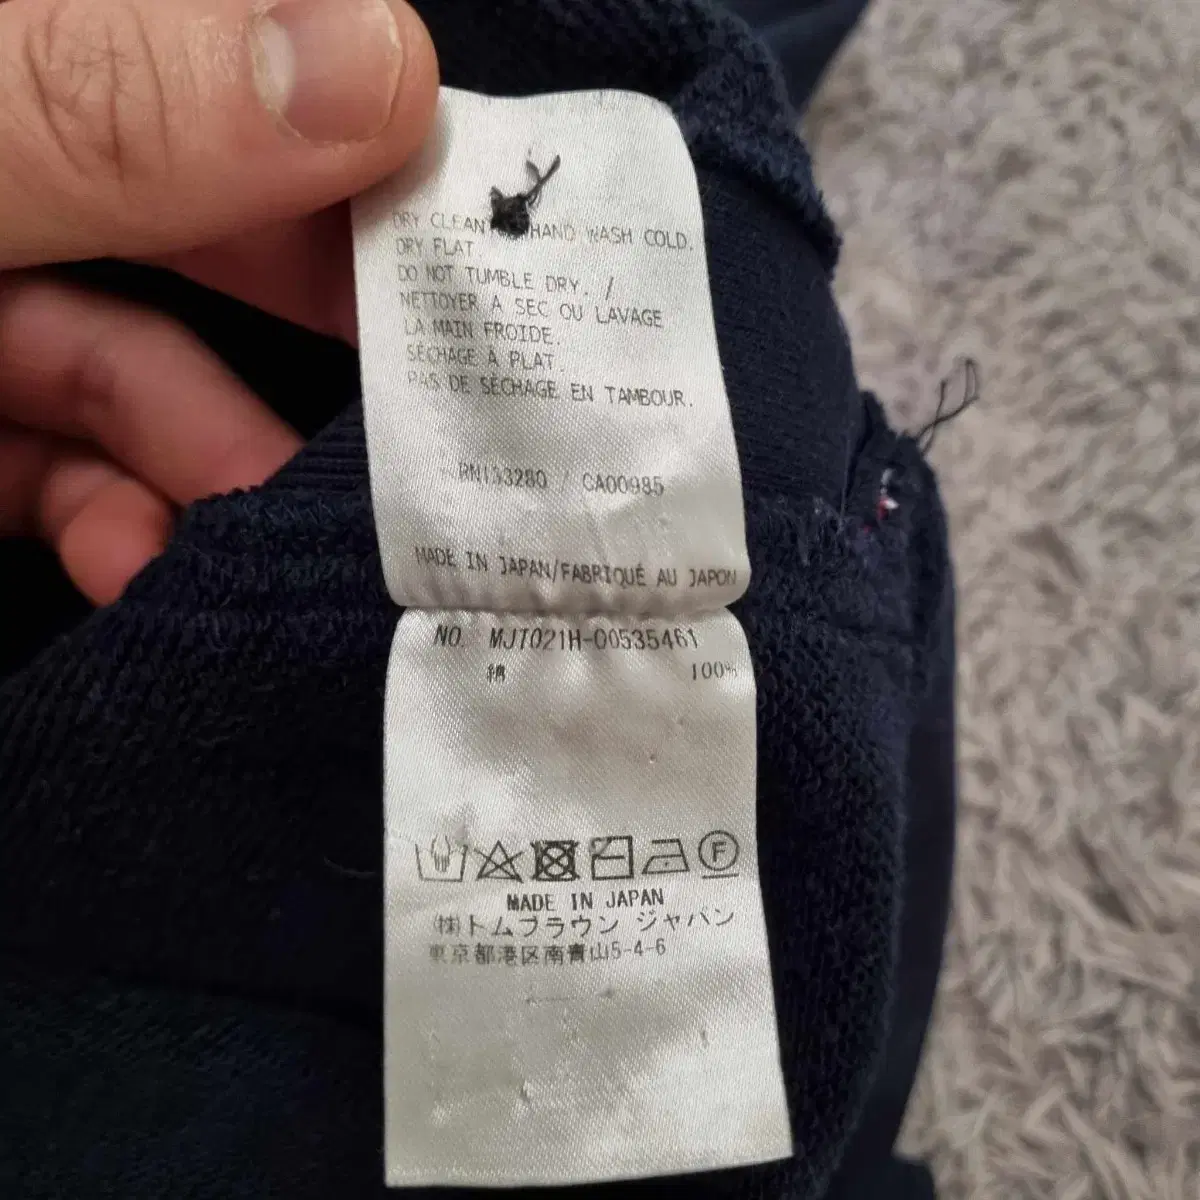 DRY CLEAN HAND WASH COLD.
DRY FLAT.
DO NOT TUMBLE DRY. /
NETTOYER A SEC OU LAVAGE
LA MAIN FROIDE.
SÉCHAGE À PLAT.
PAS DE SÉCHAGE EN TAMBOUR.
RN133280 / CA00985
MADE IN JAPAN/FABRIQUÉ AU JAPON
NO. MJT021H-00535461
綿 100%
F
MADE IN JAPAN
(株)トムブラウン ジャパン
東京都港区南青山5-4-6